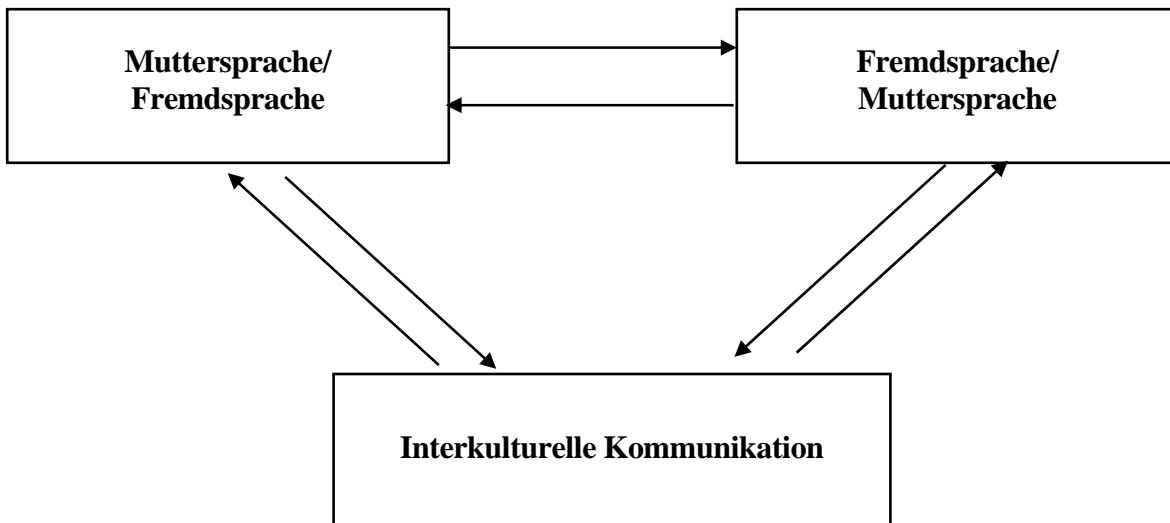 Muttersprache/
Fremdsprache
Fremdsprache/
Muttersprache
Interkulturelle Kommunikation